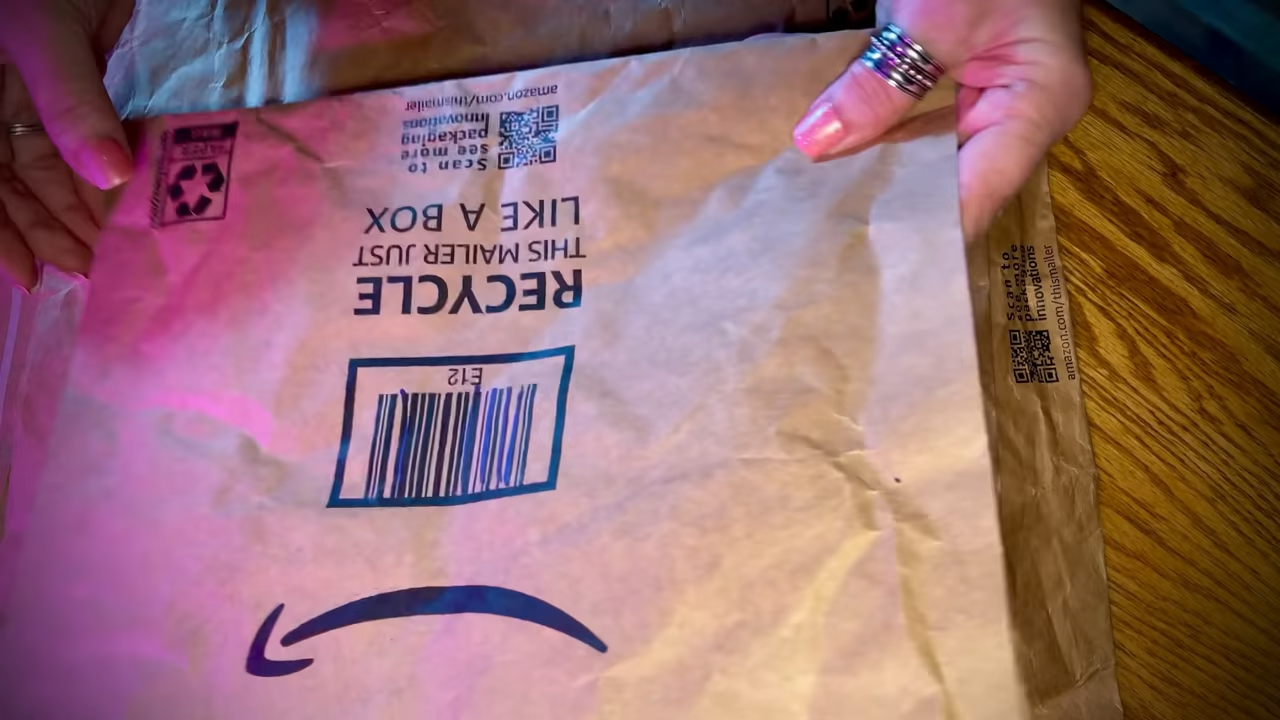 E12
RECYCLE
THIS MAILER JUST
LIKE A BOX
Scan to
see more
packaging
innovations
amazon.com/thismailer
Scan to
see more
packaging
innovations
amazon.com/thismailer